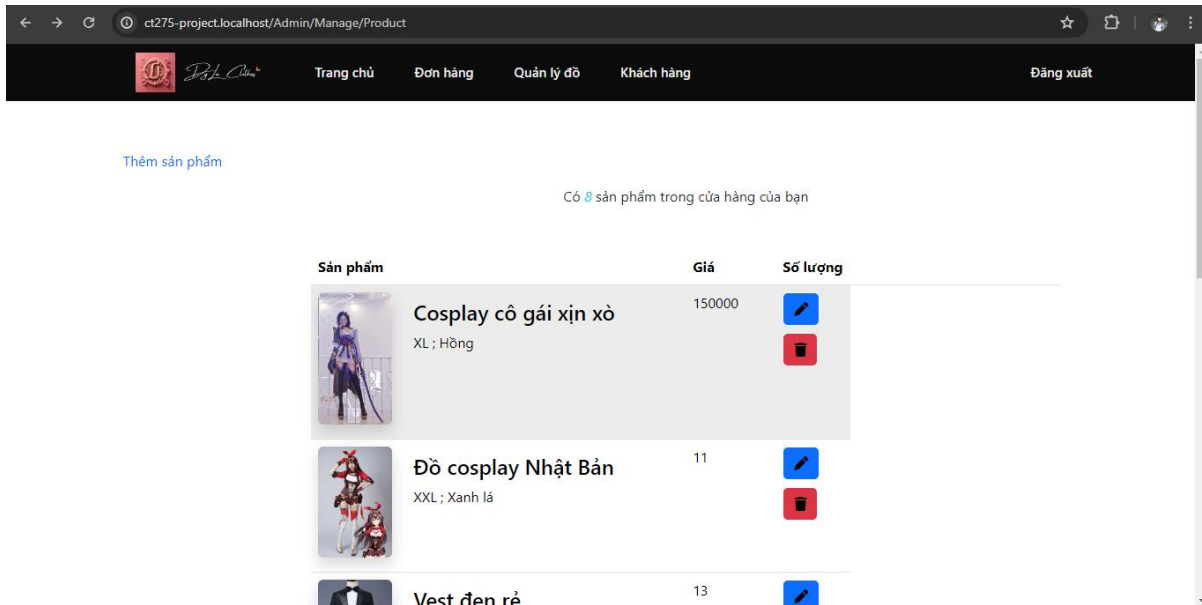 ct275-project.localhost/Admin/Manage/Product
Trang chủ Đơn hàng Quản lý đồ Khách hàng Đăng xuất
Thêm sản phẩm
Có 8 sản phẩm trong cửa hàng của bạn
Sản phẩm Giá Số lượng
Cosplay cô gái xịn xò 150000
XL ; Hồng
Đồ cosplay Nhật Bản 11
XXL ; Xanh lá
Vest đen rẻ 13